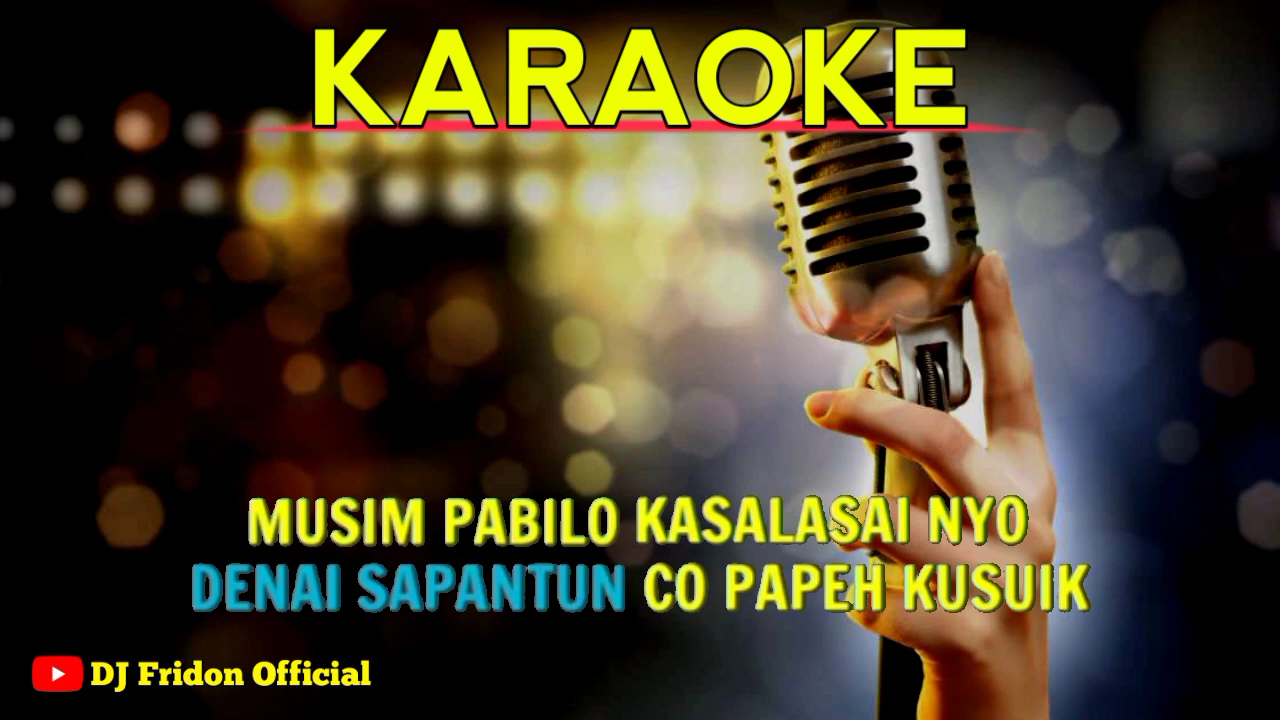 KARAOKE
MUSIM PABILO KASALASAI NYO
DENAI SAPANTUN CO PAPEH KUSUIK
DJ Fridon Official